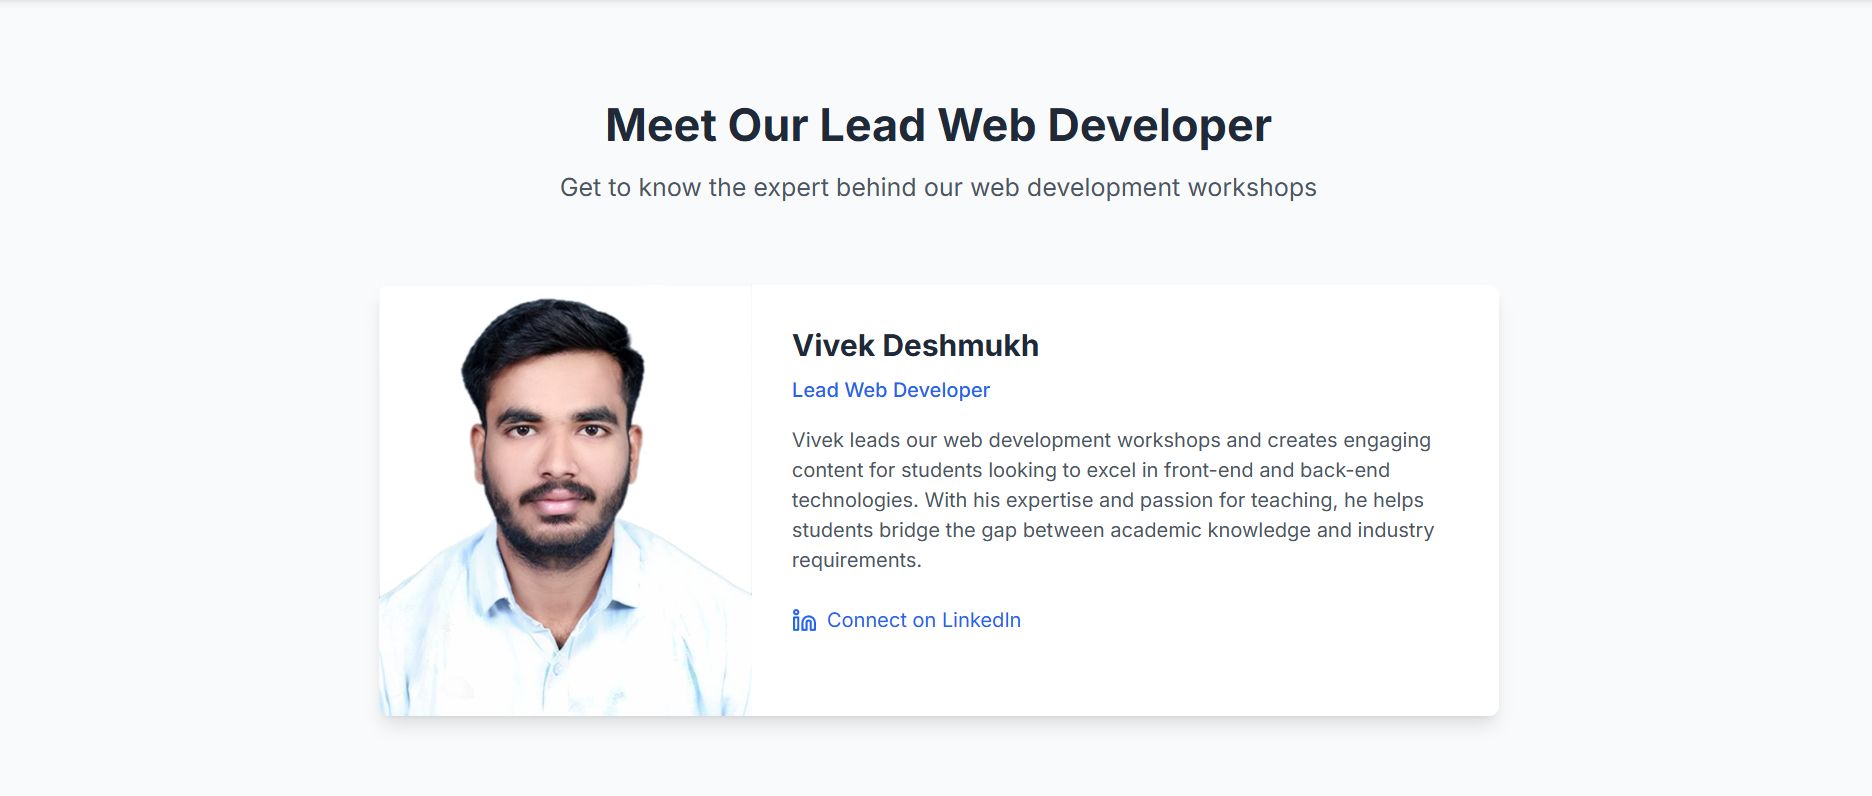 Meet Our Lead Web Developer
Get to know the expert behind our web development workshops
Vivek Deshmukh
Lead Web Developer
Vivek leads our web development workshops and creates engaging
content for students looking to excel in front-end and back-end
technologies. With his expertise and passion for teaching, he helps
students bridge the gap between academic knowledge and industry
requirements.
Connect on LinkedIn